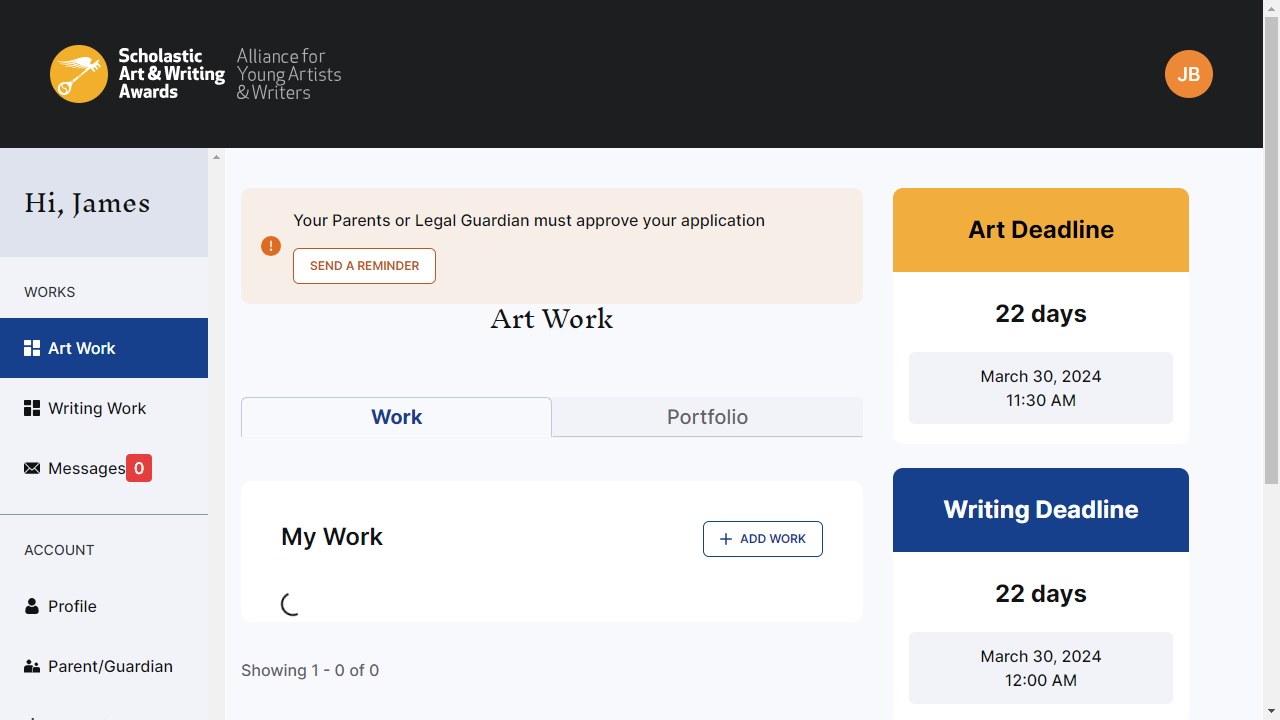 Scholastic
Art & Writing
Awards
Alliance for
Young Artists
& Writers
JB
Hi, James
WORKS
Art Work
Writing Work
Messages 0
ACCOUNT
Profile
Parent/Guardian
Your Parents or Legal Guardian must approve your application
SEND A REMINDER
Art Work
Work
Portfolio
My Work
ADD WORK
Showing 1 - 0 of 0
Art Deadline
22 days
March 30, 2024
11:30 AM
Writing Deadline
22 days
March 30, 2024
12:00 AM